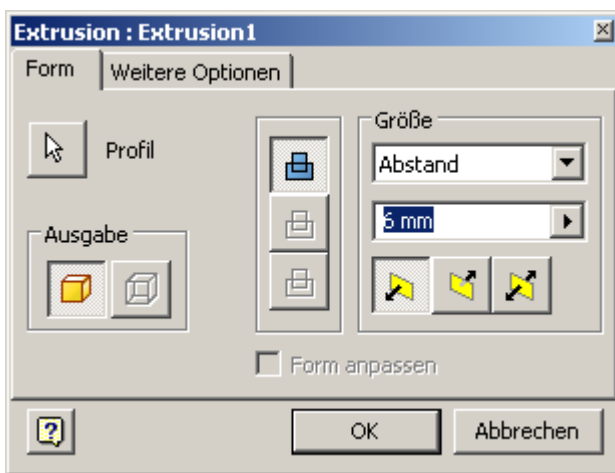 Extrusion : Extrusion1
Form
Weitere Optionen
Profil
Größe
Abstand
6 mm
Ausgabe
Form anpassen
OK
Abbrechen